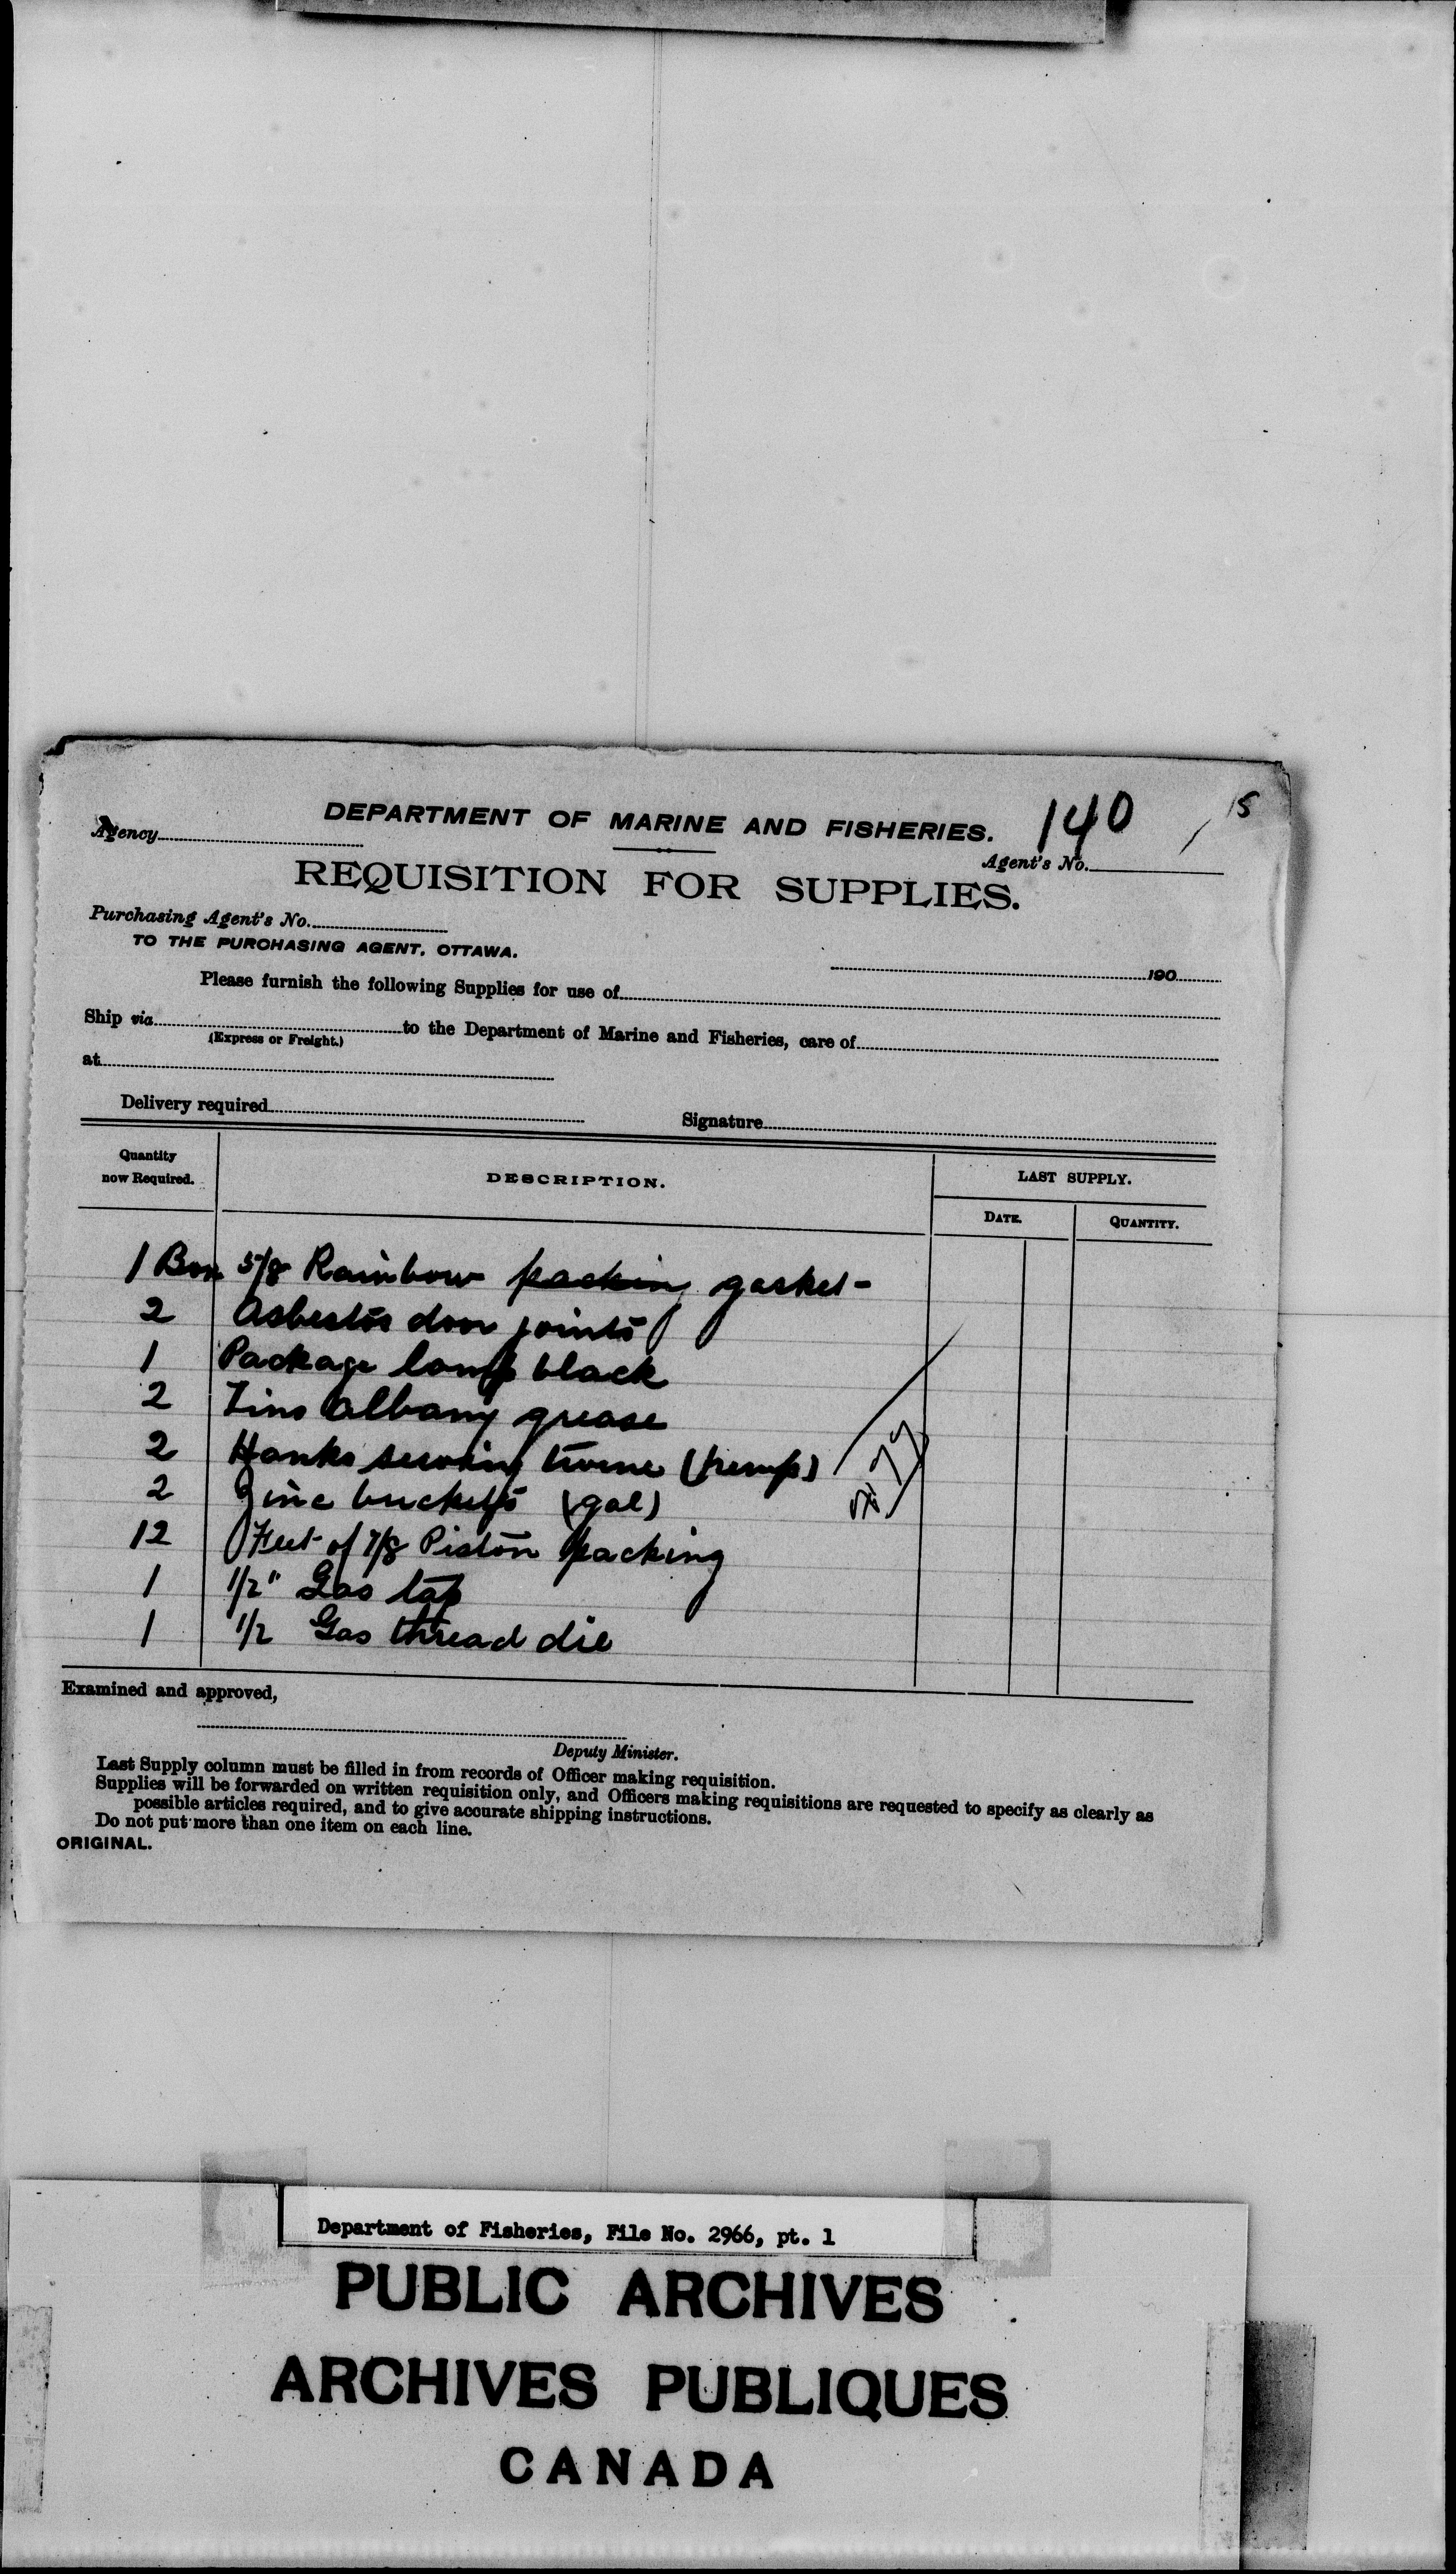 DEPARTMENT OF MARINE AND FISHERIES. 140 15
Agency
Agent's No.
REQUISITION FOR SUPPLIES.
Purchasing Agent's No.
TO THE PURCHASING AGENT, OTTAWA.
190
Please furnish the following Supplies for use of
Ship via to the Department of Marine and Fisheries, care of
(Express or Freight.)
at
Delivery required Signature
Quantity now Required. DESCRIPTION. LAST SUPPLY.
DATE. QUANTITY.
1 Box 5/8 Rainbow packing gasket-
2 Asbestos door joints
1 Package lamp black
2 Tins Albany grease
2 Hanks sewing twine (hemp)
2 Zinc buckets (gal)
12 Feet of 7/8 Piston packing
1 1/2" Gas tap
1 1/2 Gas thread die
Examined and approved,
Deputy Minister.
Last Supply column must be filled in from records of Officer making requisition.
Supplies will be forwarded on written requisition only, and Officers making requisitions are requested to specify as clearly as
possible articles required, and to give accurate shipping instructions.
Do not put more than one item on each line.
ORIGINAL.
Department of Fisheries, File No. 2966, pt. 1
PUBLIC ARCHIVES
ARCHIVES PUBLIQUES
CANADA